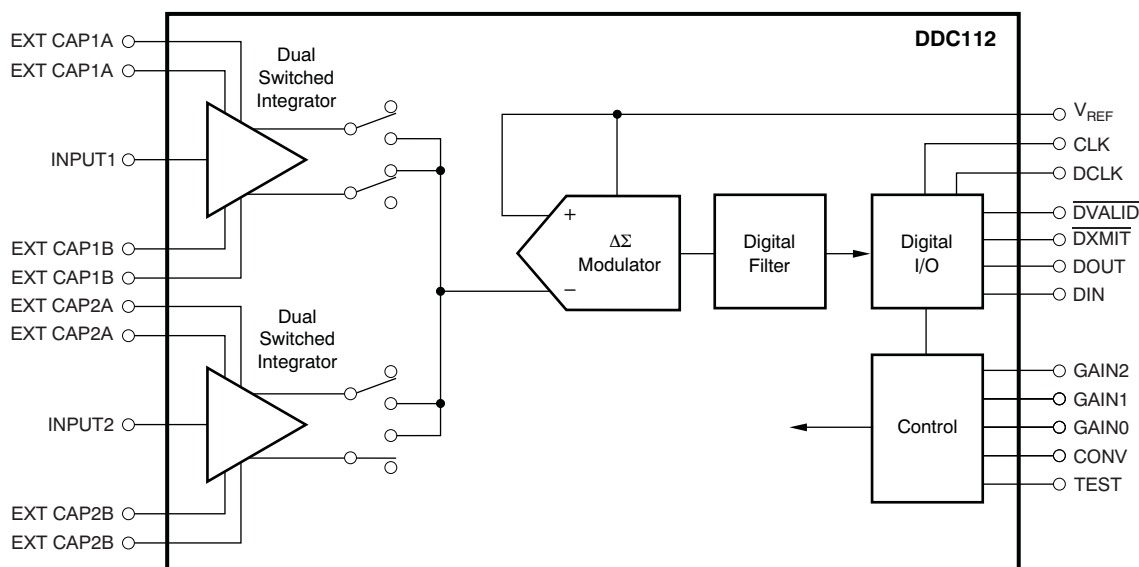 DDC112
EXT CAP1A
EXT CAP1A
INPUT1
EXT CAP1B
EXT CAP1B
EXT CAP2A
EXT CAP2A
INPUT2
EXT CAP2B
EXT CAP2B
Dual
Switched
Integrator
Dual
Switched
Integrator
+
ΔΣ
Modulator
−
Digital
Filter
Digital
I/O
Control
VREF
CLK
DCLK
DVALID
DXMIT
DOUT
DIN
GAIN2
GAIN1
GAIN0
CONV
TEST